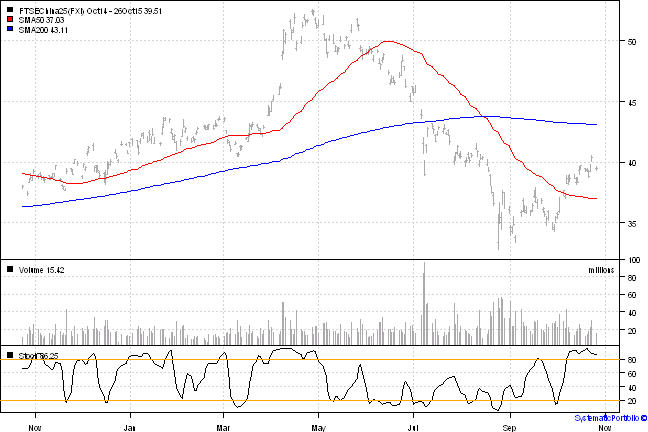 FTSEChina25(FXI) Oct14 - 26Oct15 39.51
SMA50 37.03
SMA200 43.11
50
45
40
35
100
Volume 15.42
millions
80
60
40
20
Stoch 86.25
80
60
40
20
Nov Jan Mar May Jul Sep Nov
SystematicPortfolio ©